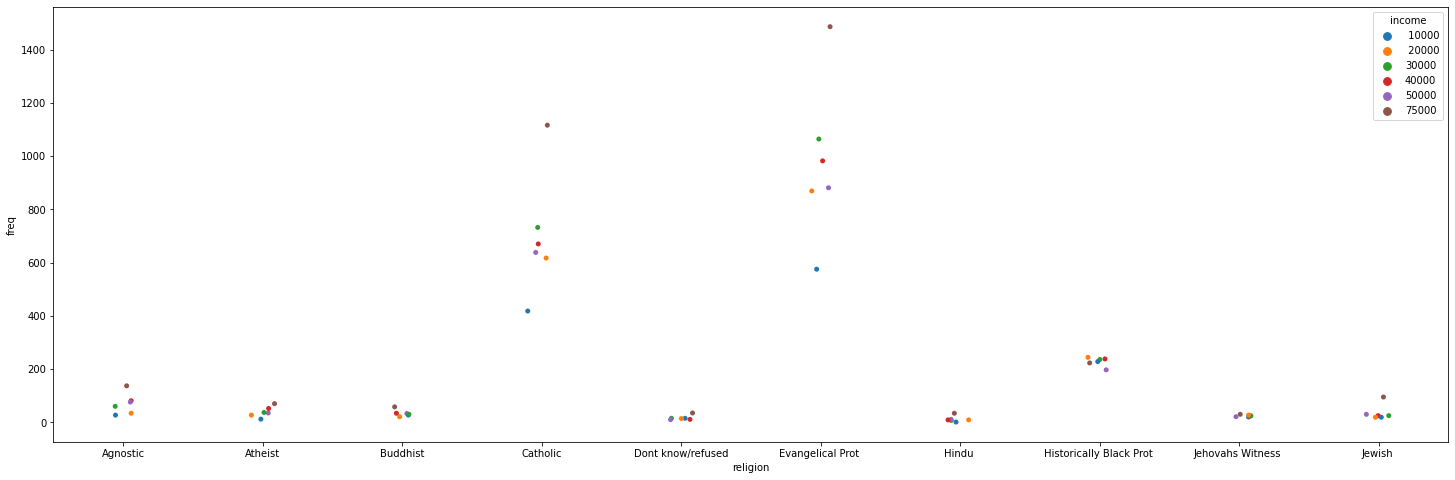 income
10000
20000
30000
40000
50000
75000
1400
1200
1000
800
600
400
200
0
freq
Agnostic
Atheist
Buddhist
Catholic
Dont know/refused
Evangelical Prot
Hindu
Historically Black Prot
Jehovahs Witness
Jewish
religion